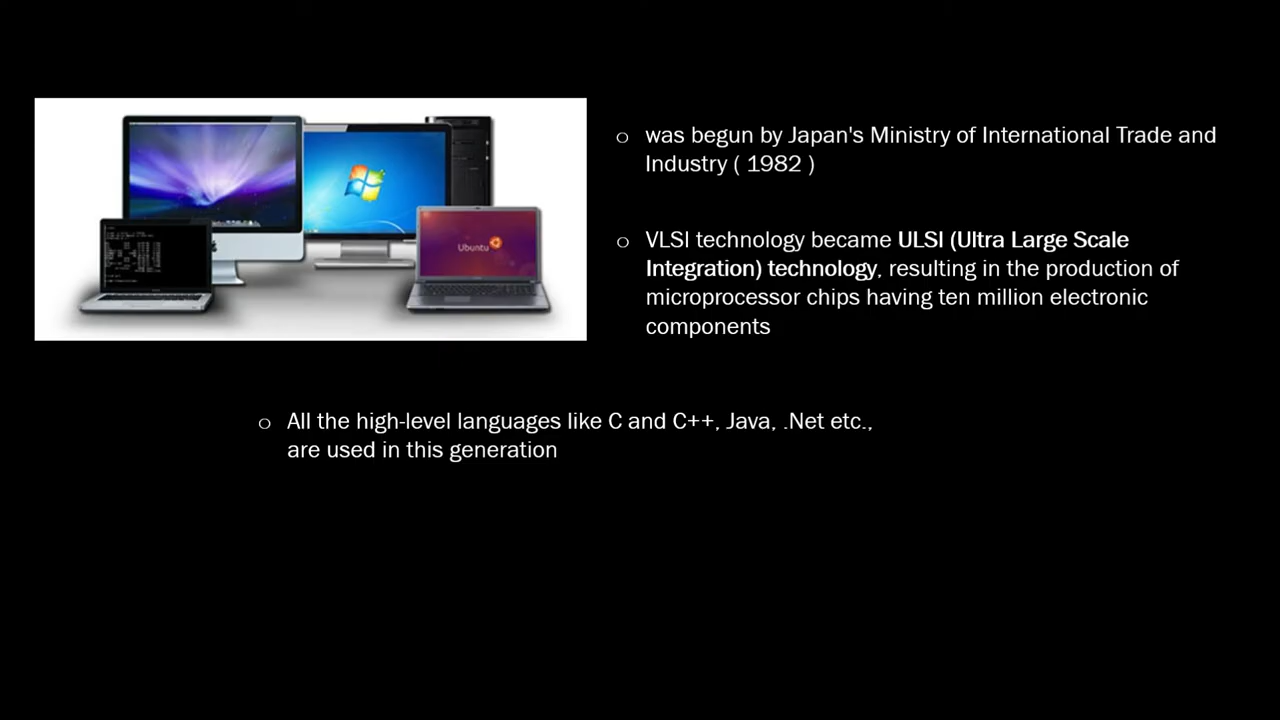 Ubuntu
o was begun by Japan's Ministry of International Trade and
Industry ( 1982 )
o VLSI technology became ULSI (Ultra Large Scale
Integration) technology, resulting in the production of
microprocessor chips having ten million electronic
components
o All the high-level languages like C and C++, Java, .Net etc.,
are used in this generation